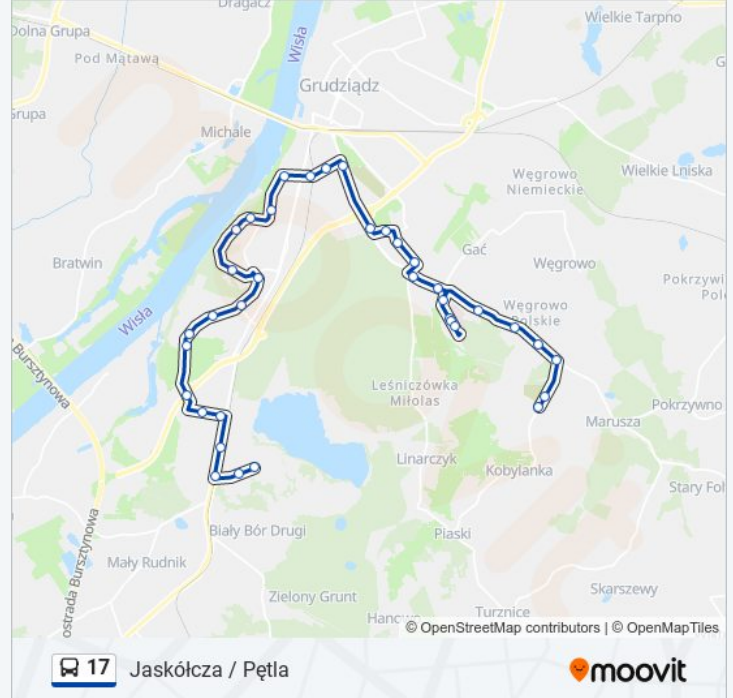 Dragacz
Wielkie Tarpno
Dolna Grupa
Wisła
Pod Mątawą
Grudziądz
Grupa
Michale
Węgrowo
Niemieckie
Wielkie Lniska
Gać
Bratwin
Węgrowo
Pokrzywi
Pole
Wisła
Węgrowo
Polskie
Bursztynowa
Leśniczówka
Miłolas
Pokrzywno
Marusza
Linarczyk
Kobylanka
Stary Fol
Biały Bór Drugi
Piaski
ostrada Bursztynowa
Mały Rudnik
Skarszewy
Zielony Grunt
Turznice
Hancwo
© OpenStreetMap contributors | © OpenMapTiles
17 Jaskółcza / Pętla
moovit